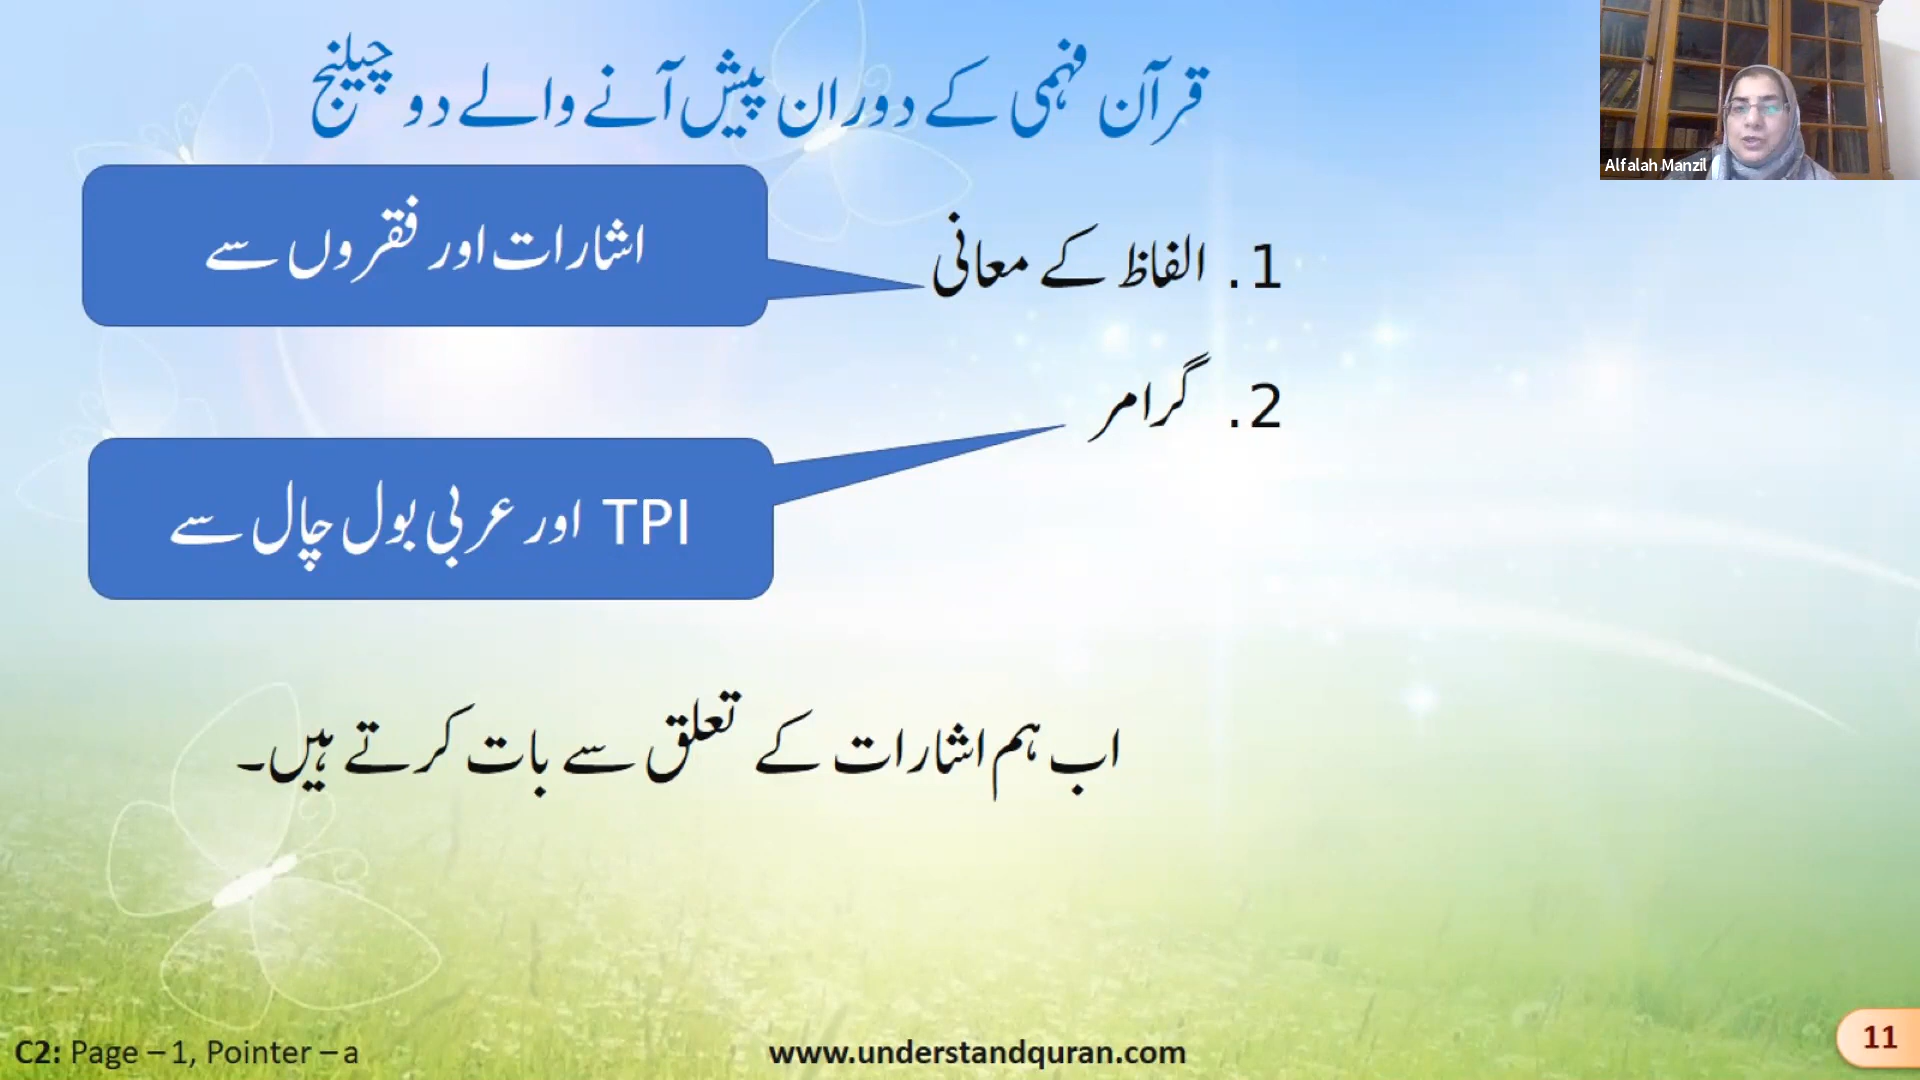 قرآن فہمی کے دوران پیش آنے والے دو چیلنج
Alfalah Manzil
1. الفاظ کے معانی
اشارات اور فقروں سے
2. گرامر
TPI اور عربی بول چال سے
اب ہم اشارات کے تعلق سے بات کرتے ہیں۔
C2: Page – 1, Pointer – a
www.understandquran.com
11